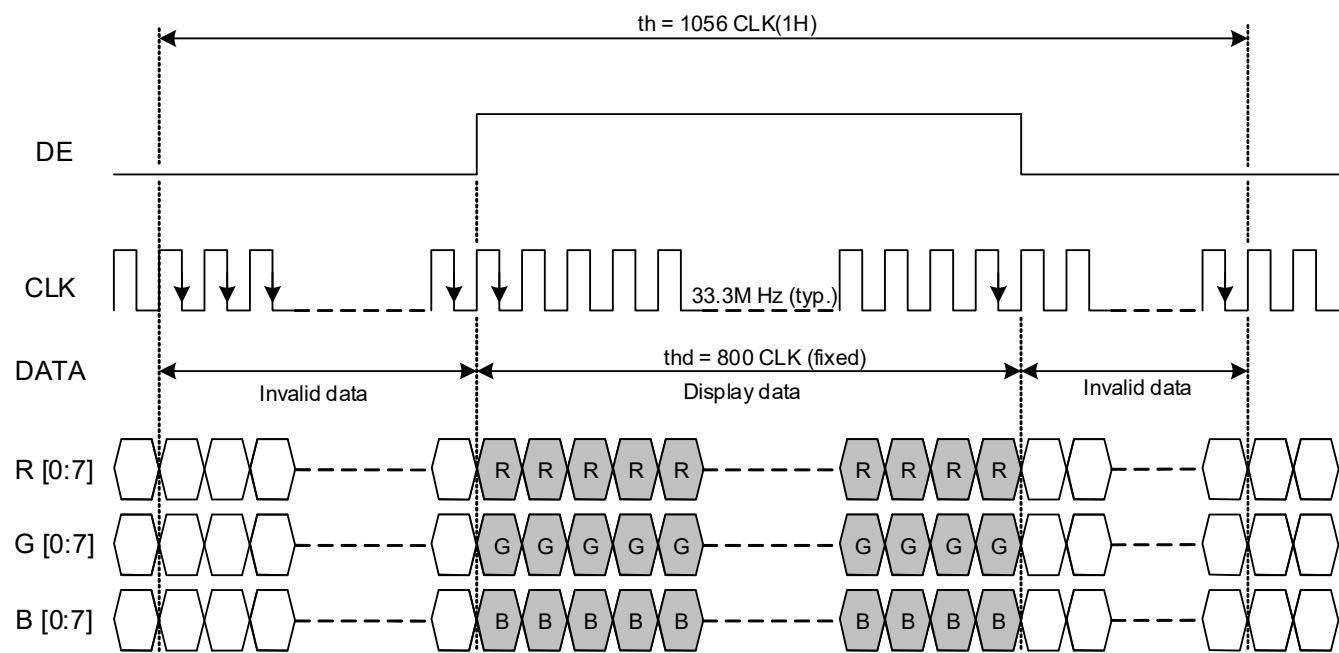 th = 1056 CLK(1H)
DE
CLK
33.3M Hz (typ.)
DATA
thd = 800 CLK (fixed)
Invalid data
Display data
Invalid data
R [0:7] R R R R R R R R R
G [0:7] G G G G G G G G G
B [0:7] B B B B B B B B B